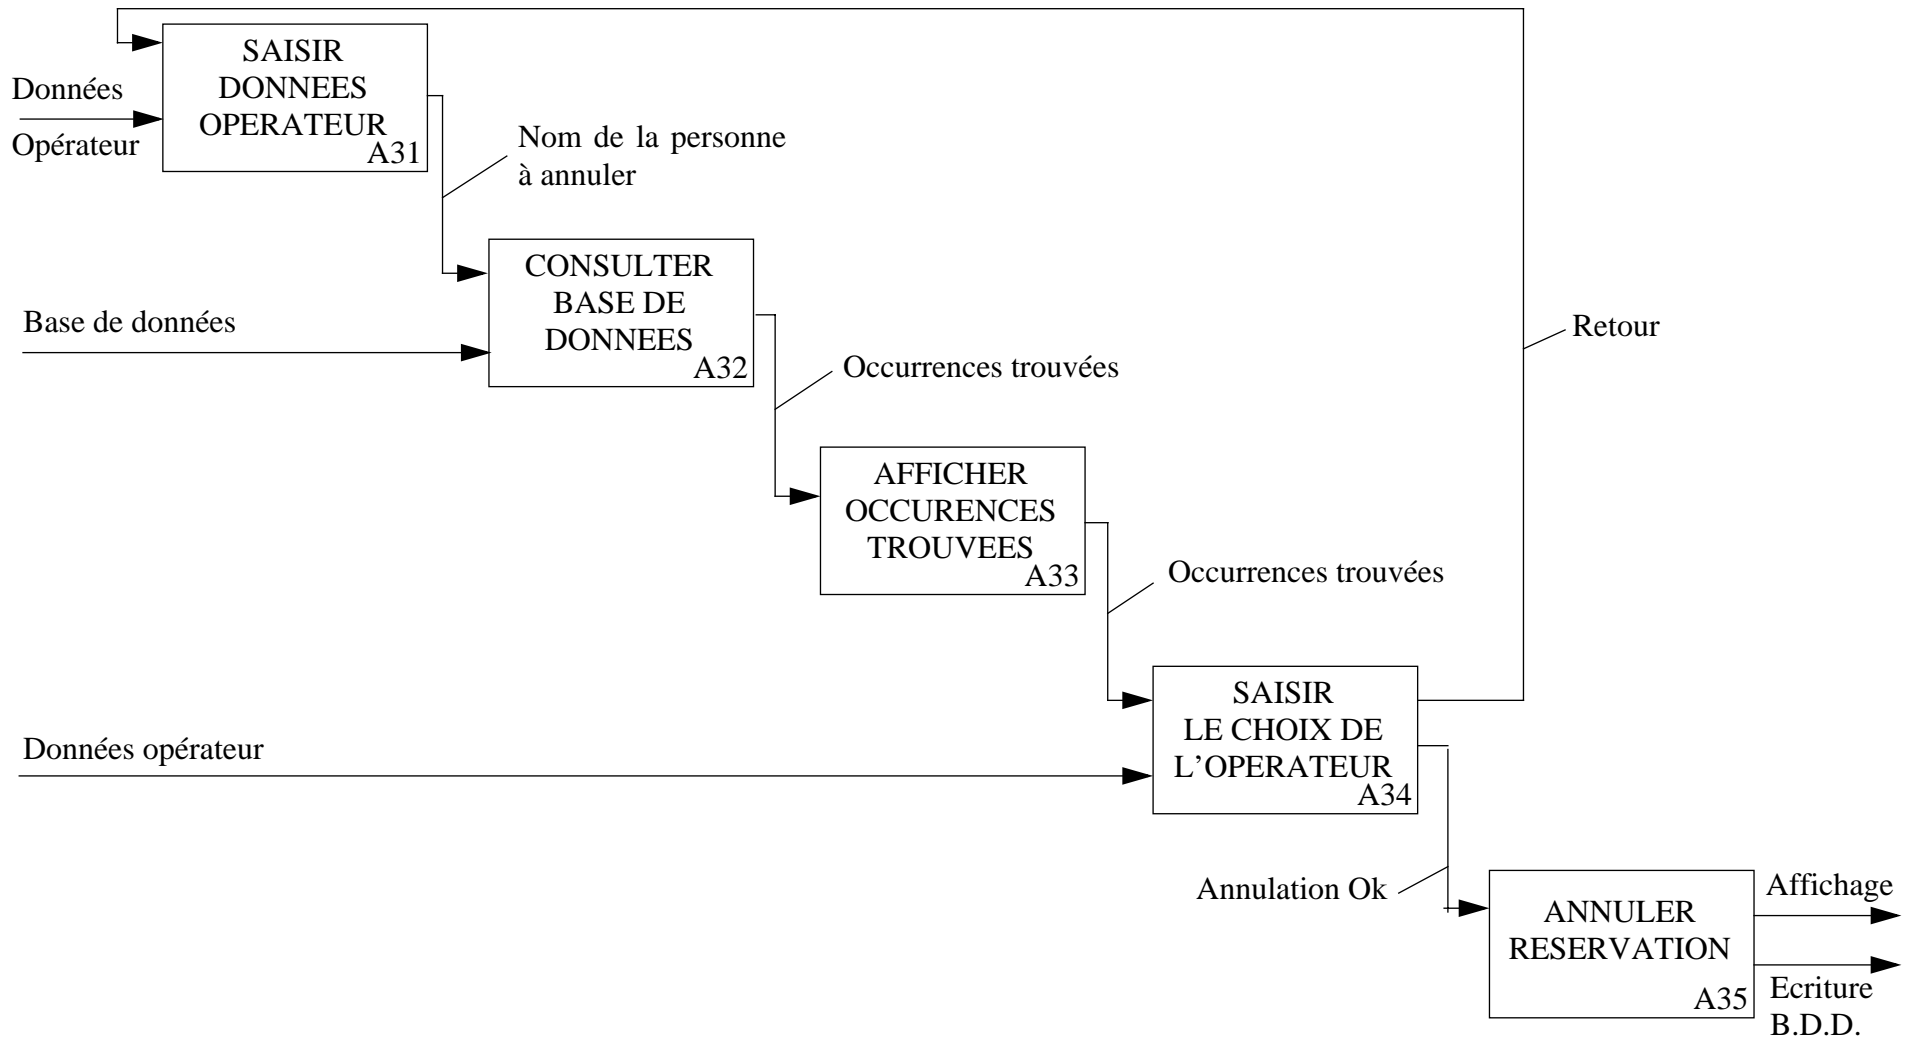 SAISIR
DONNEES
OPERATEUR
A31
Données
Opérateur
Nom de la personne
à annuler
CONSULTER
BASE DE
DONNEES
A32
Base de données
Retour
Occurrences trouvées
AFFICHER
OCCURENCES
TROUVEES
A33
Occurrences trouvées
SAISIR
LE CHOIX DE
L'OPERATEUR
A34
Données opérateur
Annulation Ok
ANNULER
RESERVATION
A35
Affichage
Ecriture
B.D.D.